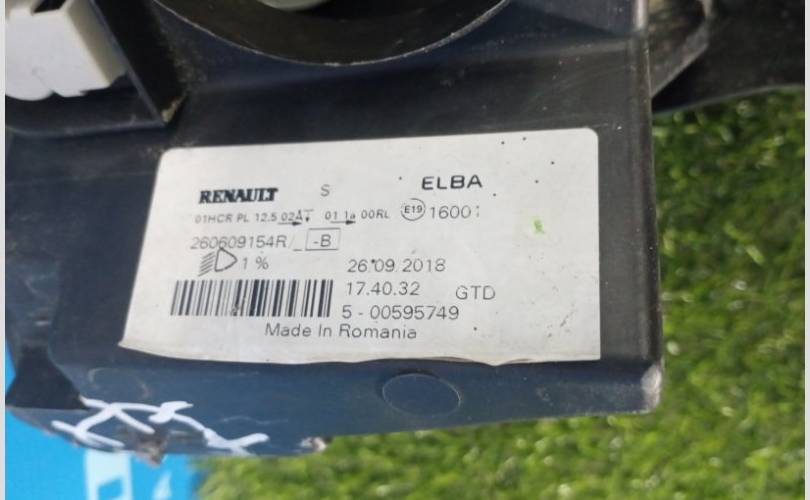 RENAULT S ELBA
01HCR PL 12.5 02A 01 1a 00RL E19 16001
260609154R/_ -B
1 % 26.09.2018
17.40.32 GTD
5 - 00595749
Made In Romania